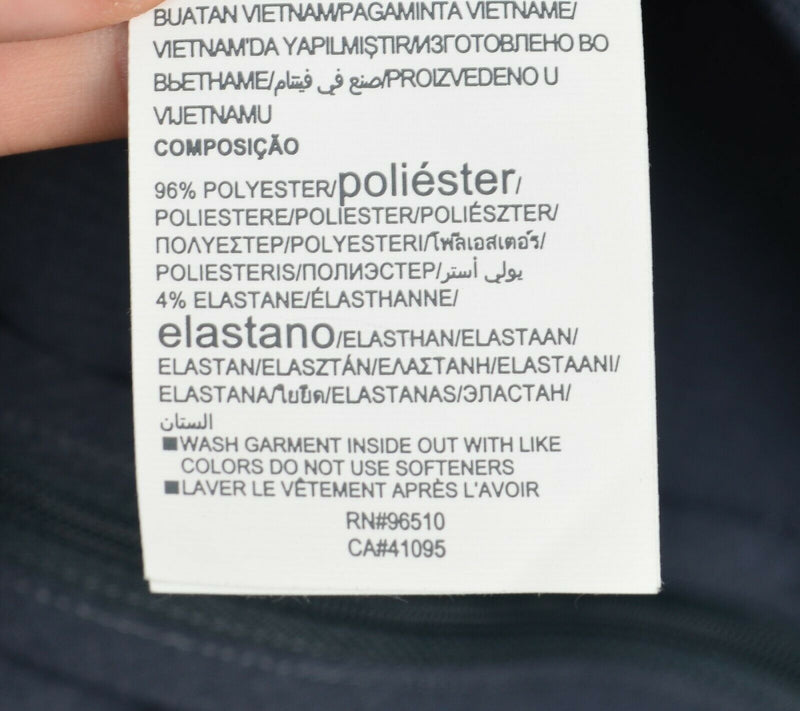 BUATAN VIETNAM/PAGAMINTA VIETNAME/
VIETNAM'DA YAPILMIŞTIR/ИЗГОТОВЛЕНО ВО
ВЬЕТНАМЕ/صنع في فيتنام/PROIZVEDENO U
VIJETNAMU
COMPOSIÇÃO
96% POLYESTER/poliéster/
POLIESTERE/POLIESTER/POLIÉSZTER/
ΠΟΛΥΕΣΤΕΡ/POLYESTERI/โพลีเอสเตอร์/
POLIESTERIS/ПОЛИЭСТЕР/يولي أستر
4% ELASTANE/ÉLASTHANNE/
elastano/ELASTHAN/ELASTAAN/
ELASTAN/ELASZTÁN/ΕΛΑΣΤΑΝΗ/ELASTAANI/
ELASTANA/ใยยืด/ELASTANAS/ЭЛАСТАН/
الستان
■WASH GARMENT INSIDE OUT WITH LIKE
COLORS DO NOT USE SOFTENERS
■LAVER LE VÊTEMENT APRÈS L'AVOIR
RN#96510
CA#41095